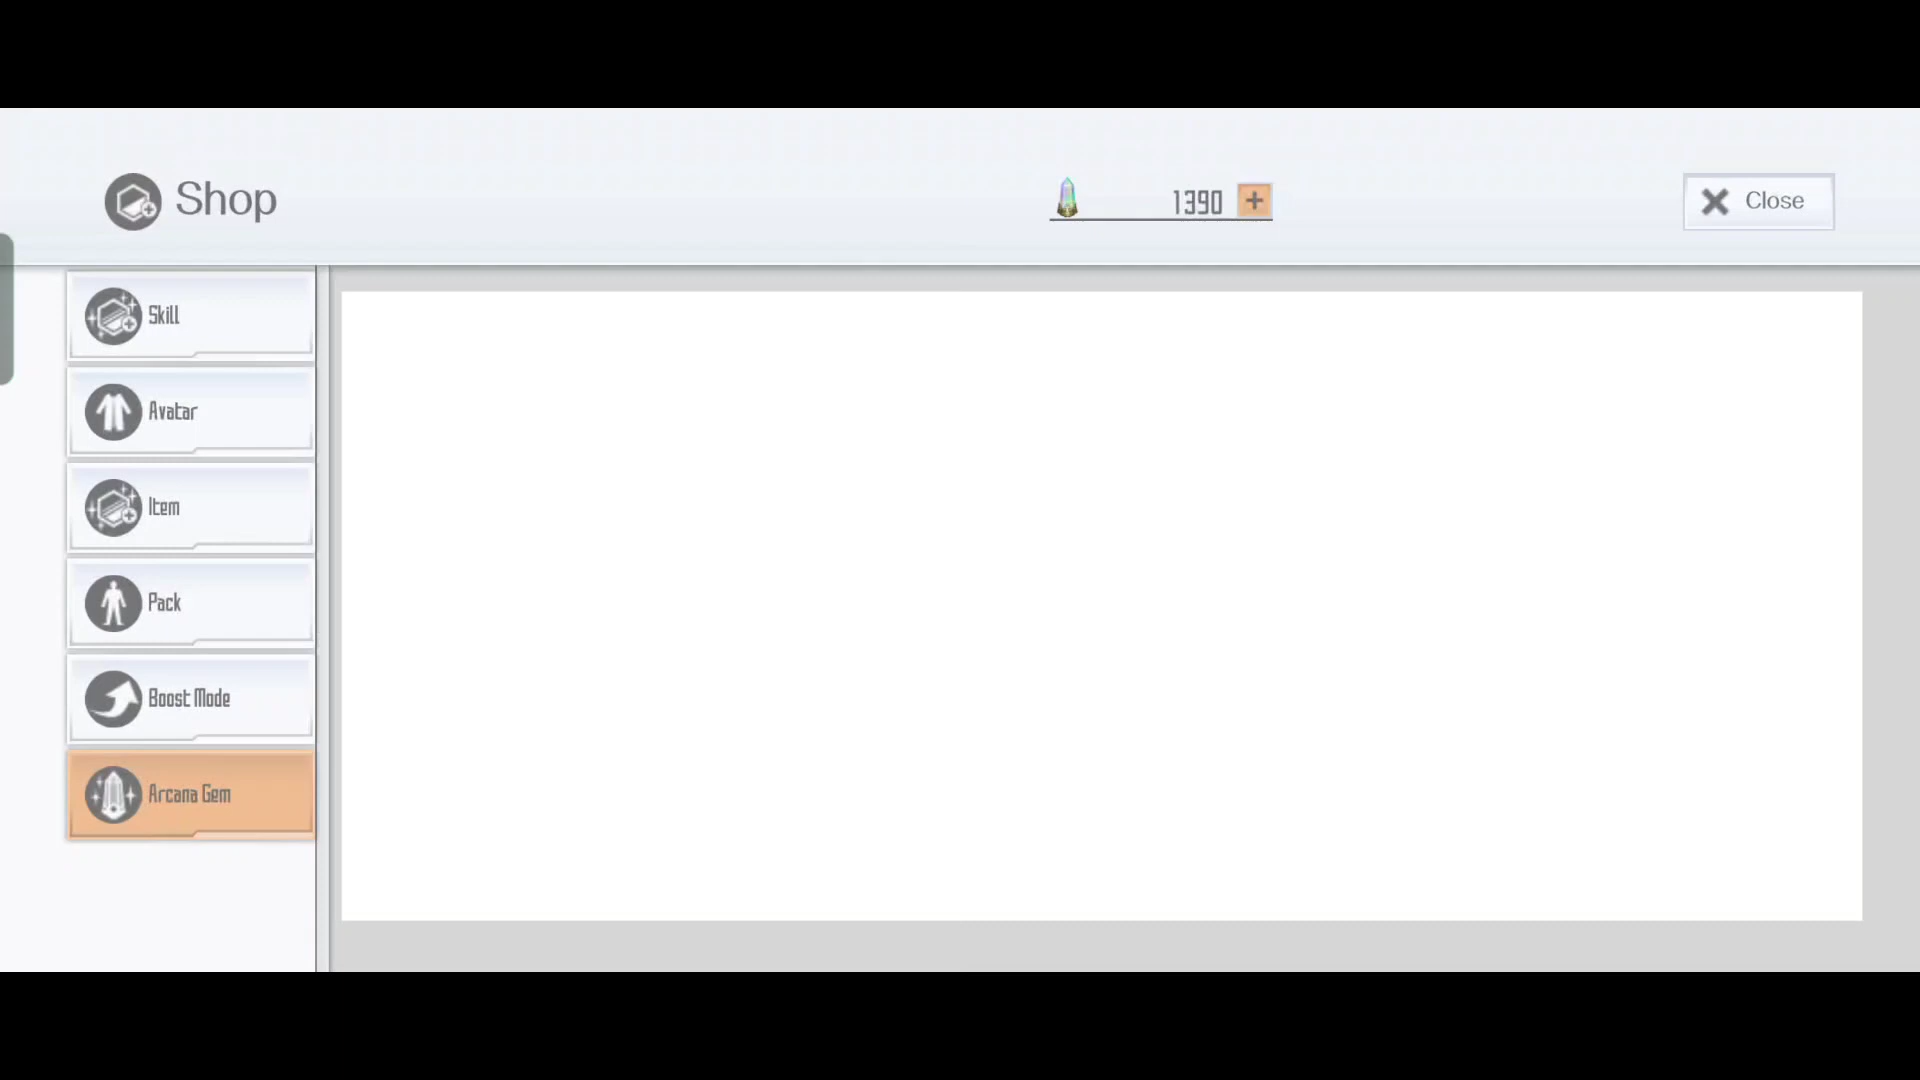 Shop
1390
Close
Skill
Avatar
Item
Pack
Boost Mode
Arcana Gem